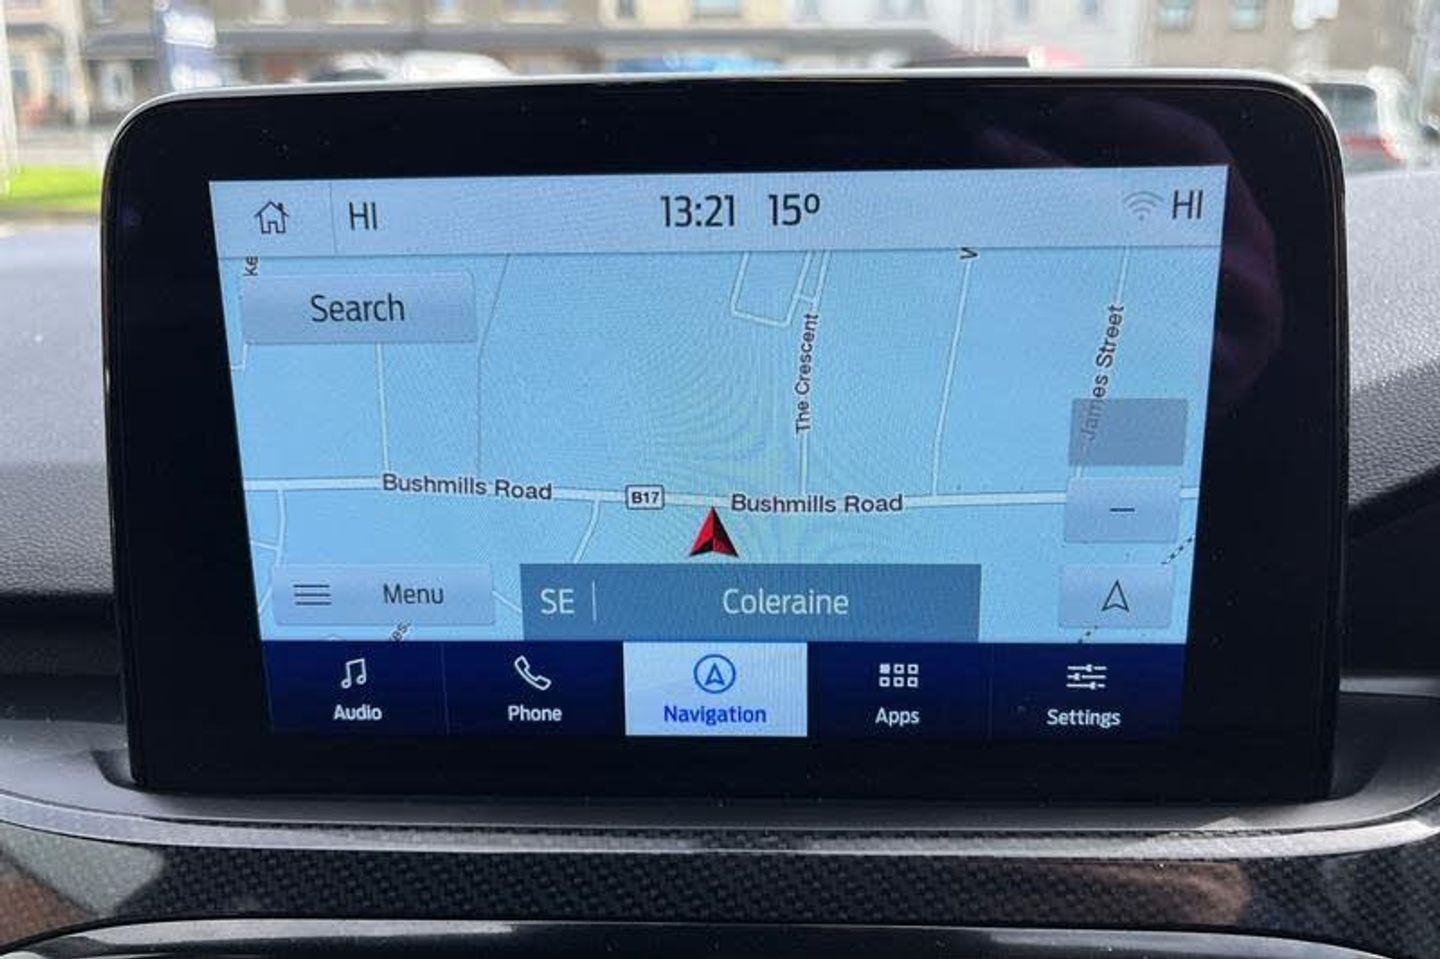 HI 13:21 15º HI
Search
The Crescent
James Street
Bushmills Road B17 Bushmills Road
Menu
SE Coleraine
Audio Phone Navigation Apps Settings